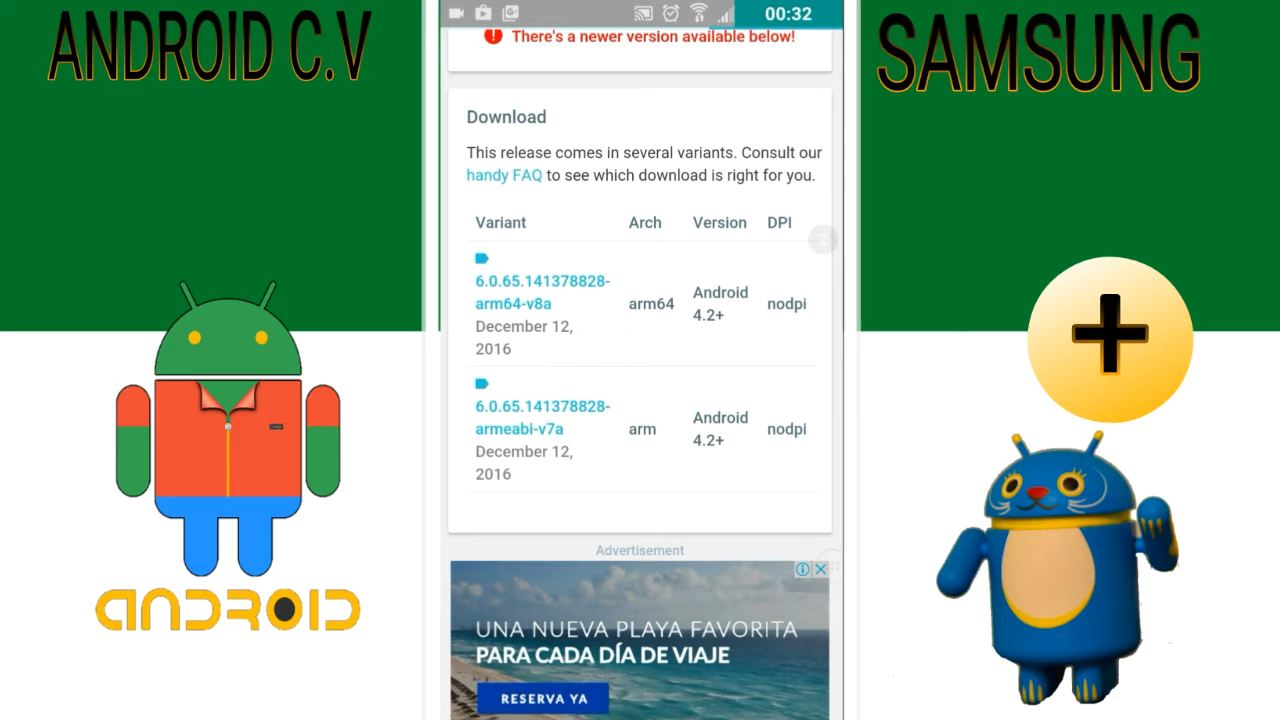 ANDROID C.V
SAMSUNG
00:32
There's a newer version available below!
Download
This release comes in several variants. Consult our
handy FAQ to see which download is right for you.
Variant Arch Version DPI
6.0.65.141378828-
arm64-v8a
December 12,
2016
arm64
Android
4.2+
nodpi
6.0.65.141378828-
armeabi-v7a
December 12,
2016
arm
Android
4.2+
nodpi
Advertisement
UNA NUEVA PLAYA FAVORITA
PARA CADA DÍA DE VIAJE
RESERVA YA
ANDROID